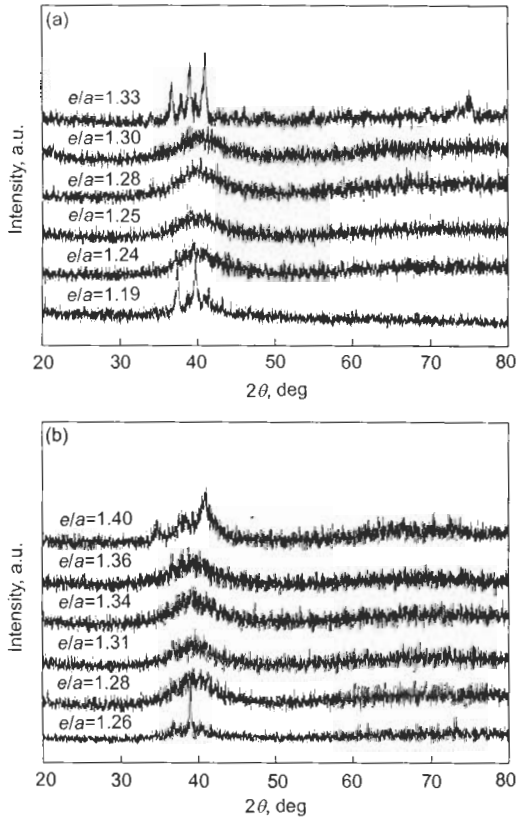 (a)
e/a=1.33
e/a=1.30
e/a=1.28
e/a=1.25
e/a=1.24
e/a=1.19
Intensity, a.u.
20 30 40 50 60 70 80
2θ, deg
(b)
e/a=1.40
e/a=1.36
e/a=1.34
e/a=1.31
e/a=1.28
e/a=1.26
Intensity, a.u.
20 30 40 50 60 70 80
2θ, deg